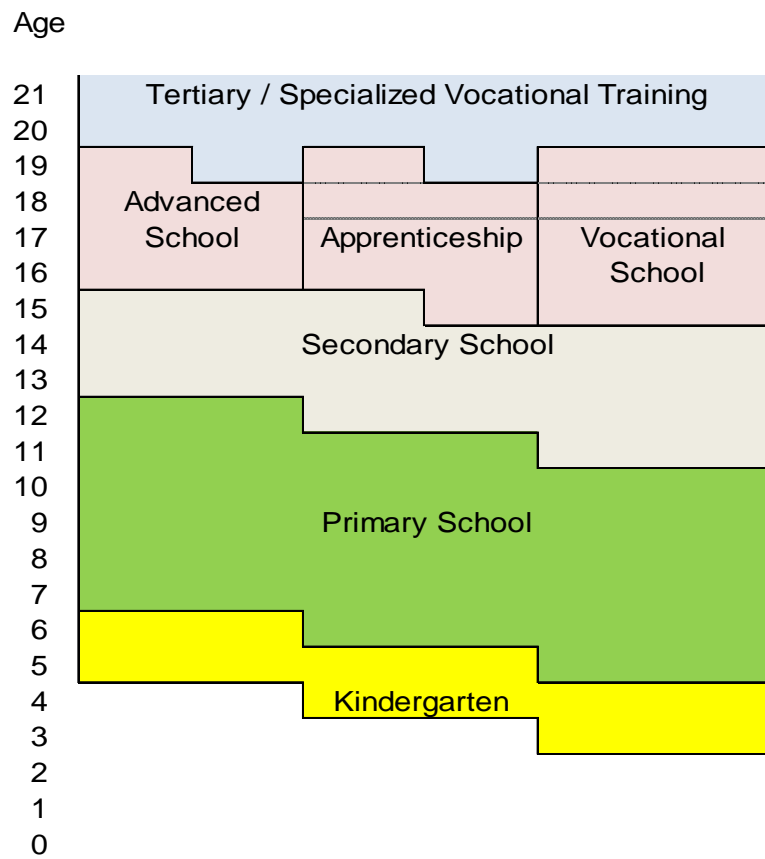 Age
21 Tertiary / Specialized Vocational Training
20
19
18 Advanced
17 School Apprenticeship Vocational
16 School
15
14 Secondary School
13
12
11
10
9 Primary School
8
7
6
5
4 Kindergarten
3
2
1
0